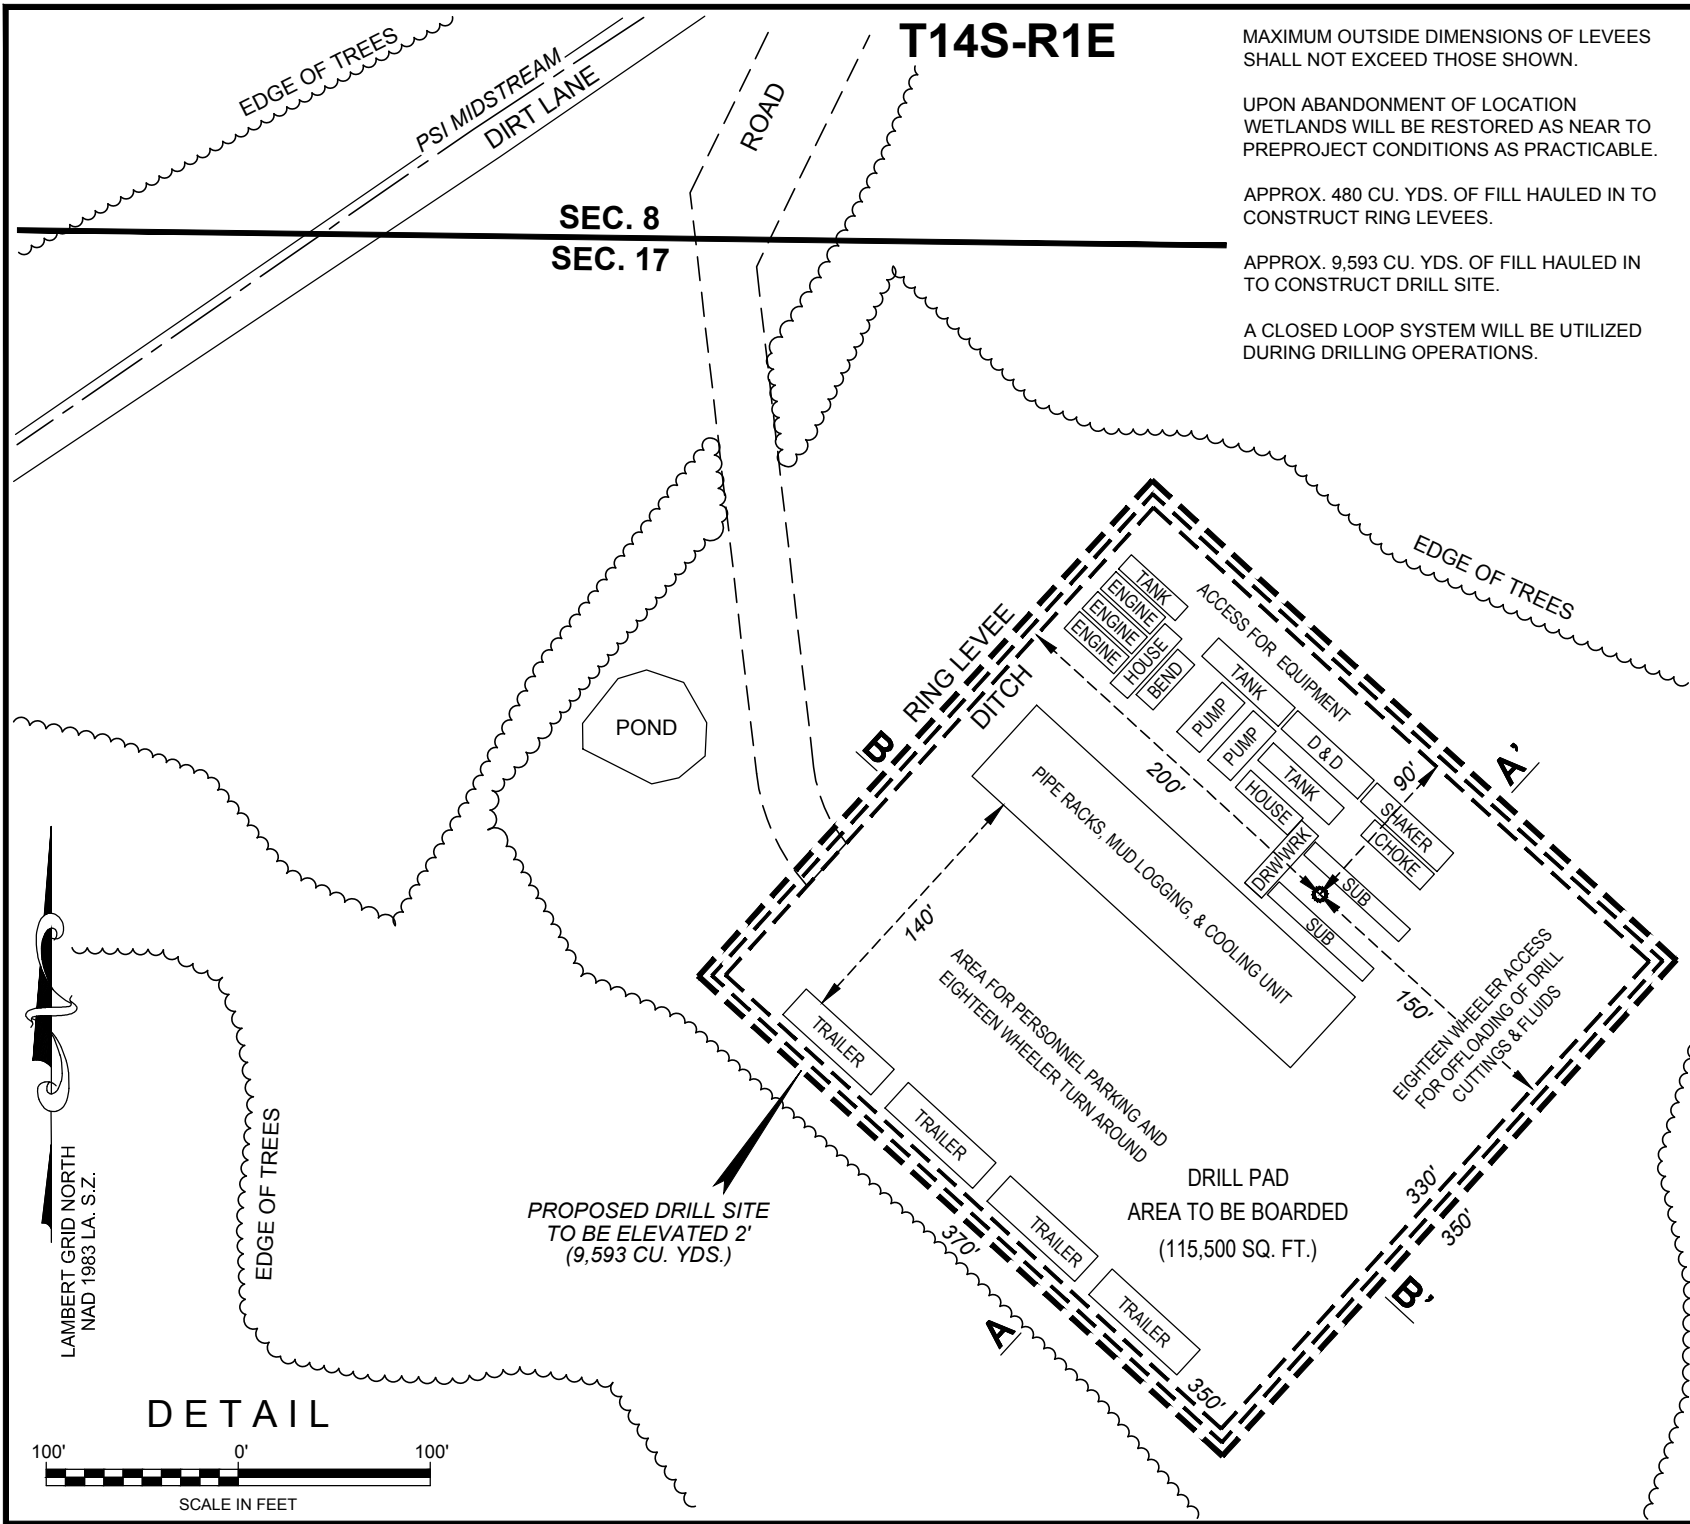 T14S-R1E
MAXIMUM OUTSIDE DIMENSIONS OF LEVEES
SHALL NOT EXCEED THOSE SHOWN.
UPON ABANDONMENT OF LOCATION
WETLANDS WILL BE RESTORED AS NEAR TO
PREPROJECT CONDITIONS AS PRACTICABLE.
APPROX. 480 CU. YDS. OF FILL HAULED IN TO
CONSTRUCT RING LEVEES.
APPROX. 9,593 CU. YDS. OF FILL HAULED IN
TO CONSTRUCT DRILL SITE.
A CLOSED LOOP SYSTEM WILL BE UTILIZED
DURING DRILLING OPERATIONS.
EDGE OF TREES
PSI MIDSTREAM
DIRT LANE
ROAD
SEC. 8
SEC. 17
EDGE OF TREES
RING LEVEE
DITCH
POND
B
A'
TANK
ENGINE
ENGINE
ENGINE
HOUSE
BEND
ACCESS FOR EQUIPMENT
TANK
PUMP
PUMP
D & D
TANK
HOUSE
SHAKER
CHOKE
DRW'WRK
SUB
SUB
200'
90'
140'
150'
PIPE RACKS, MUD LOGGING, & COOLING UNIT
AREA FOR PERSONNEL PARKING AND
EIGHTEEN WHEELER TURN AROUND
EIGHTEEN WHEELER ACCESS
FOR OFFLOADING OF DRILL
CUTTINGS & FLUIDS
TRAILER
TRAILER
TRAILER
TRAILER
DRILL PAD
AREA TO BE BOARDED
(115,500 SQ. FT.)
330'
350'
370'
350'
A
B'
PROPOSED DRILL SITE
TO BE ELEVATED 2'
(9,593 CU. YDS.)
EDGE OF TREES
LAMBERT GRID NORTH
NAD 1983 LA. S.Z.
DETAIL
100' 0' 100'
SCALE IN FEET